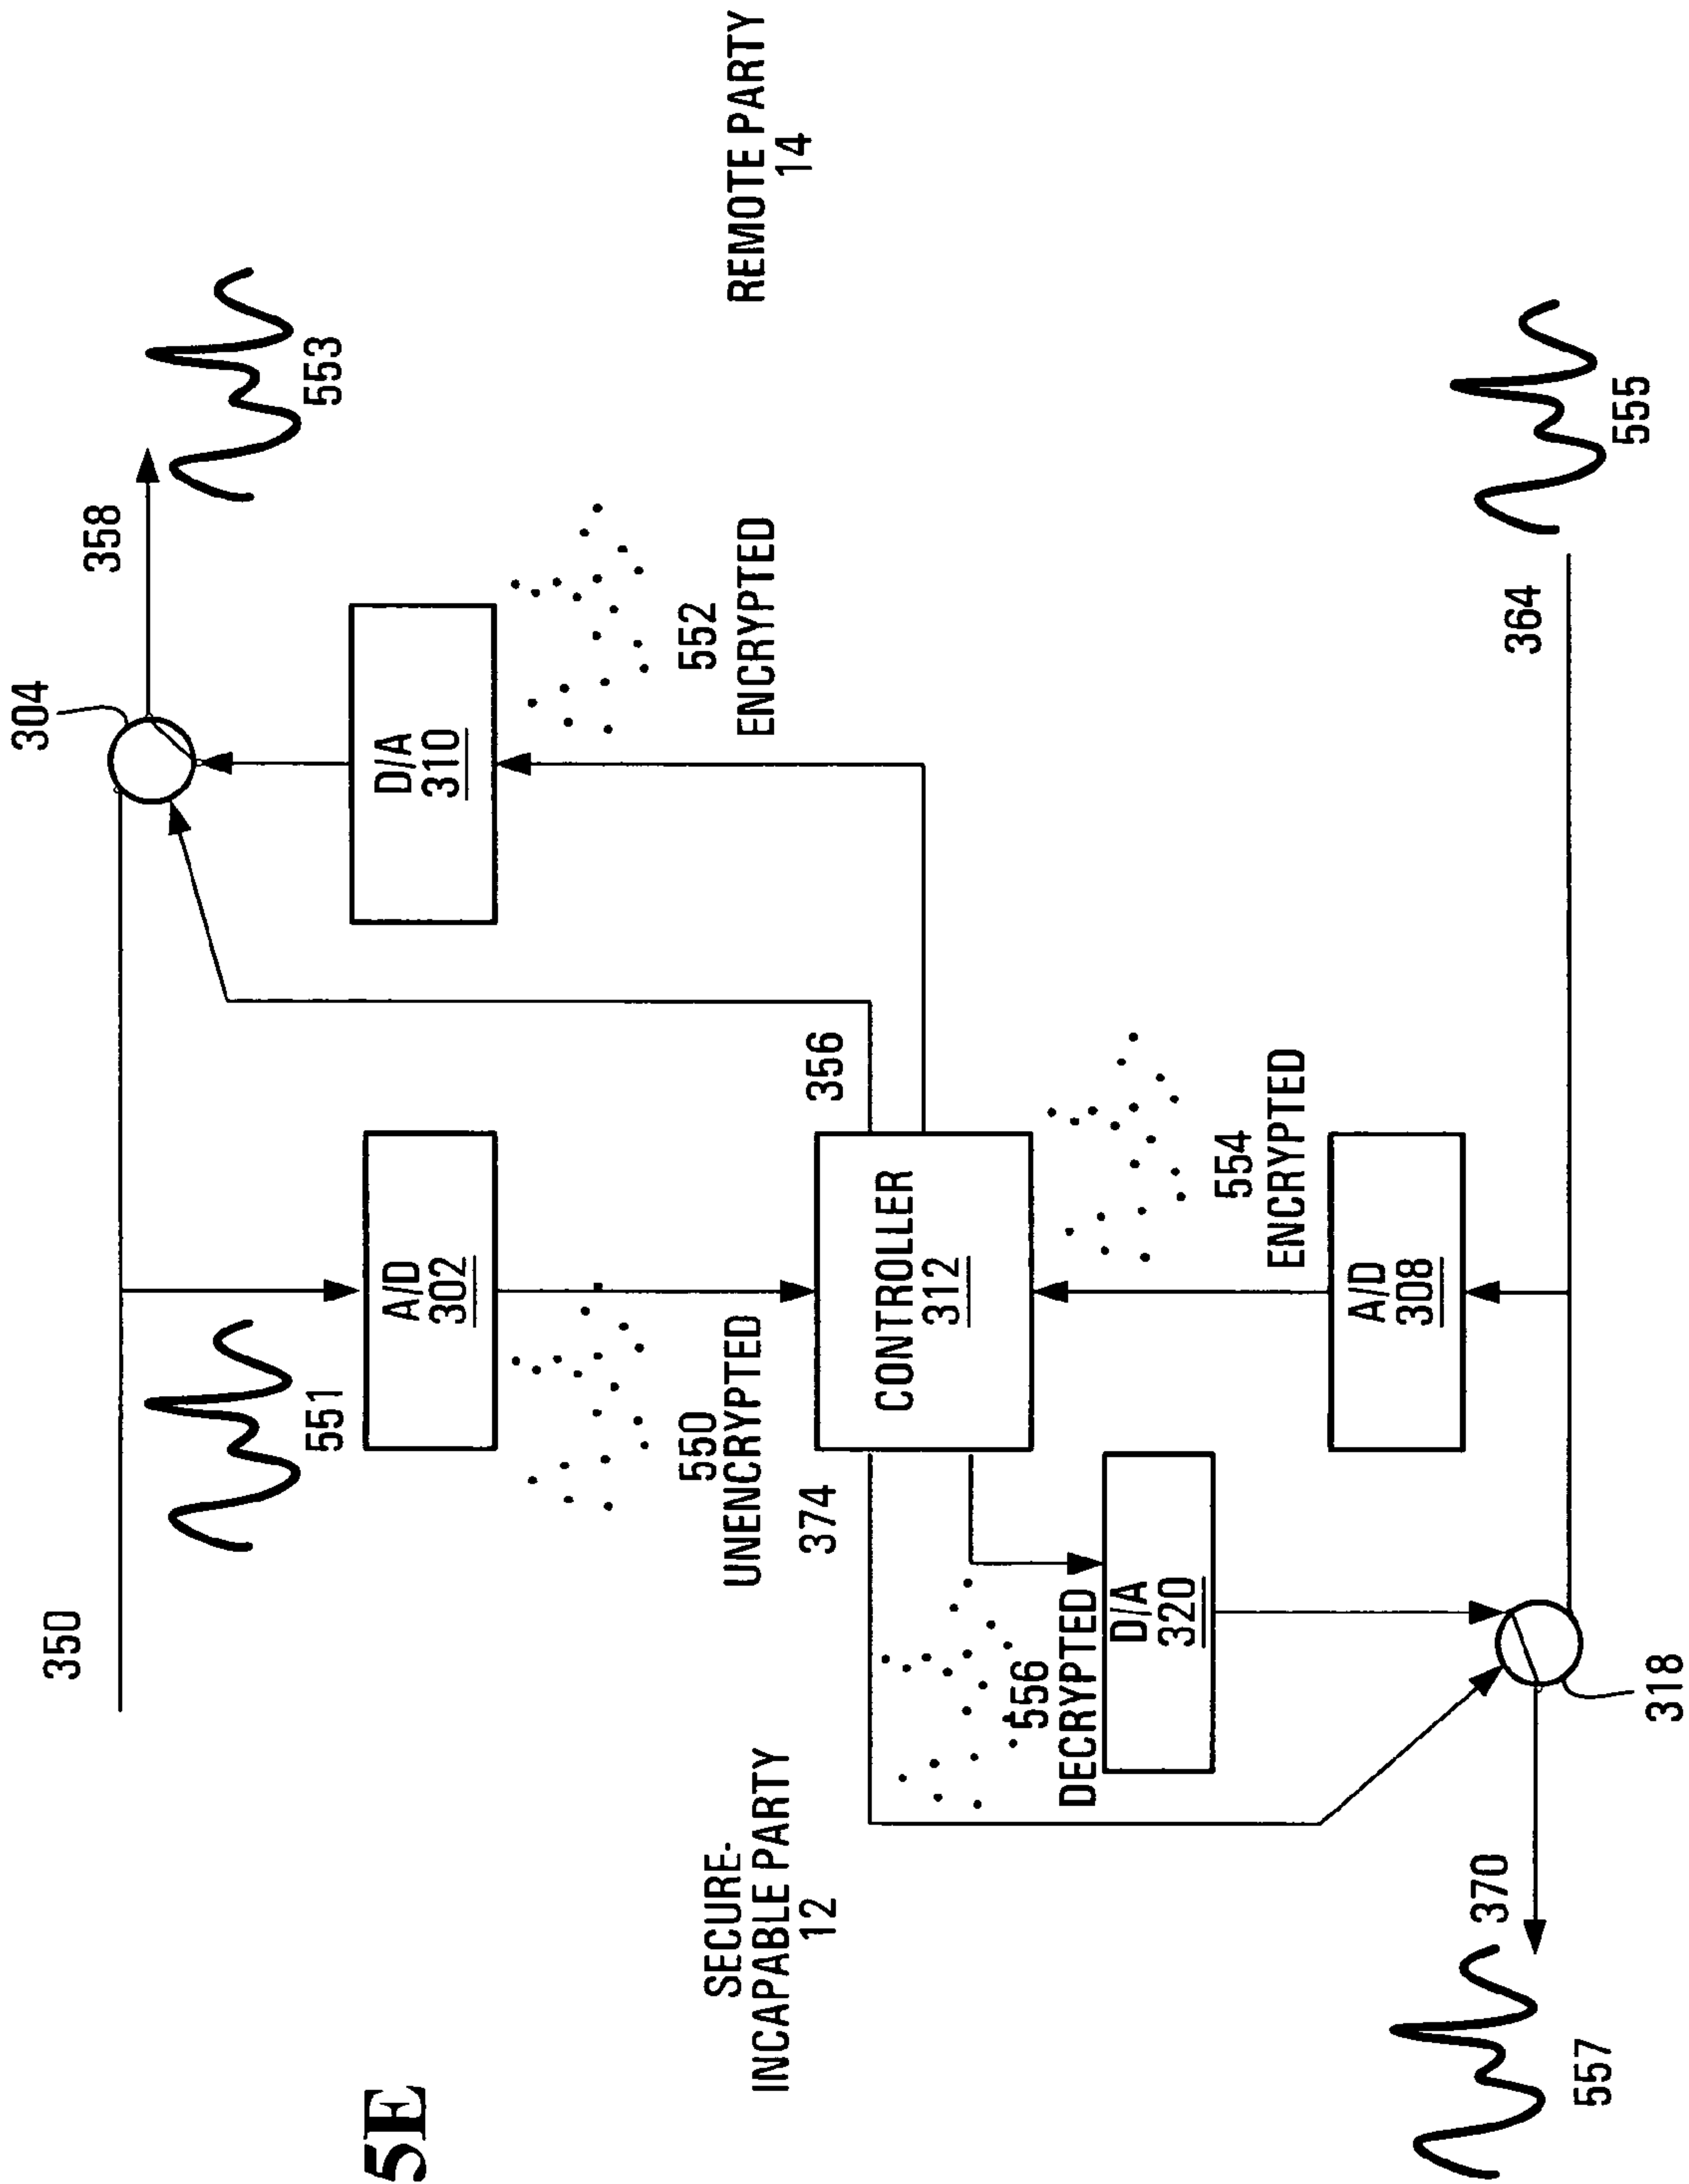 5E
350
551
A/D
302
550
UNENCRYPTED
304
358
553
D/A
310
552
ENCRYPTED
SECURE-
INCAPABLE PARTY
12
REMOTE PARTY
14
374
356
CONTROLLER
312
556
DECRYPTED
D/A
320
554
ENCRYPTED
A/D
308
557
370
318
364
555